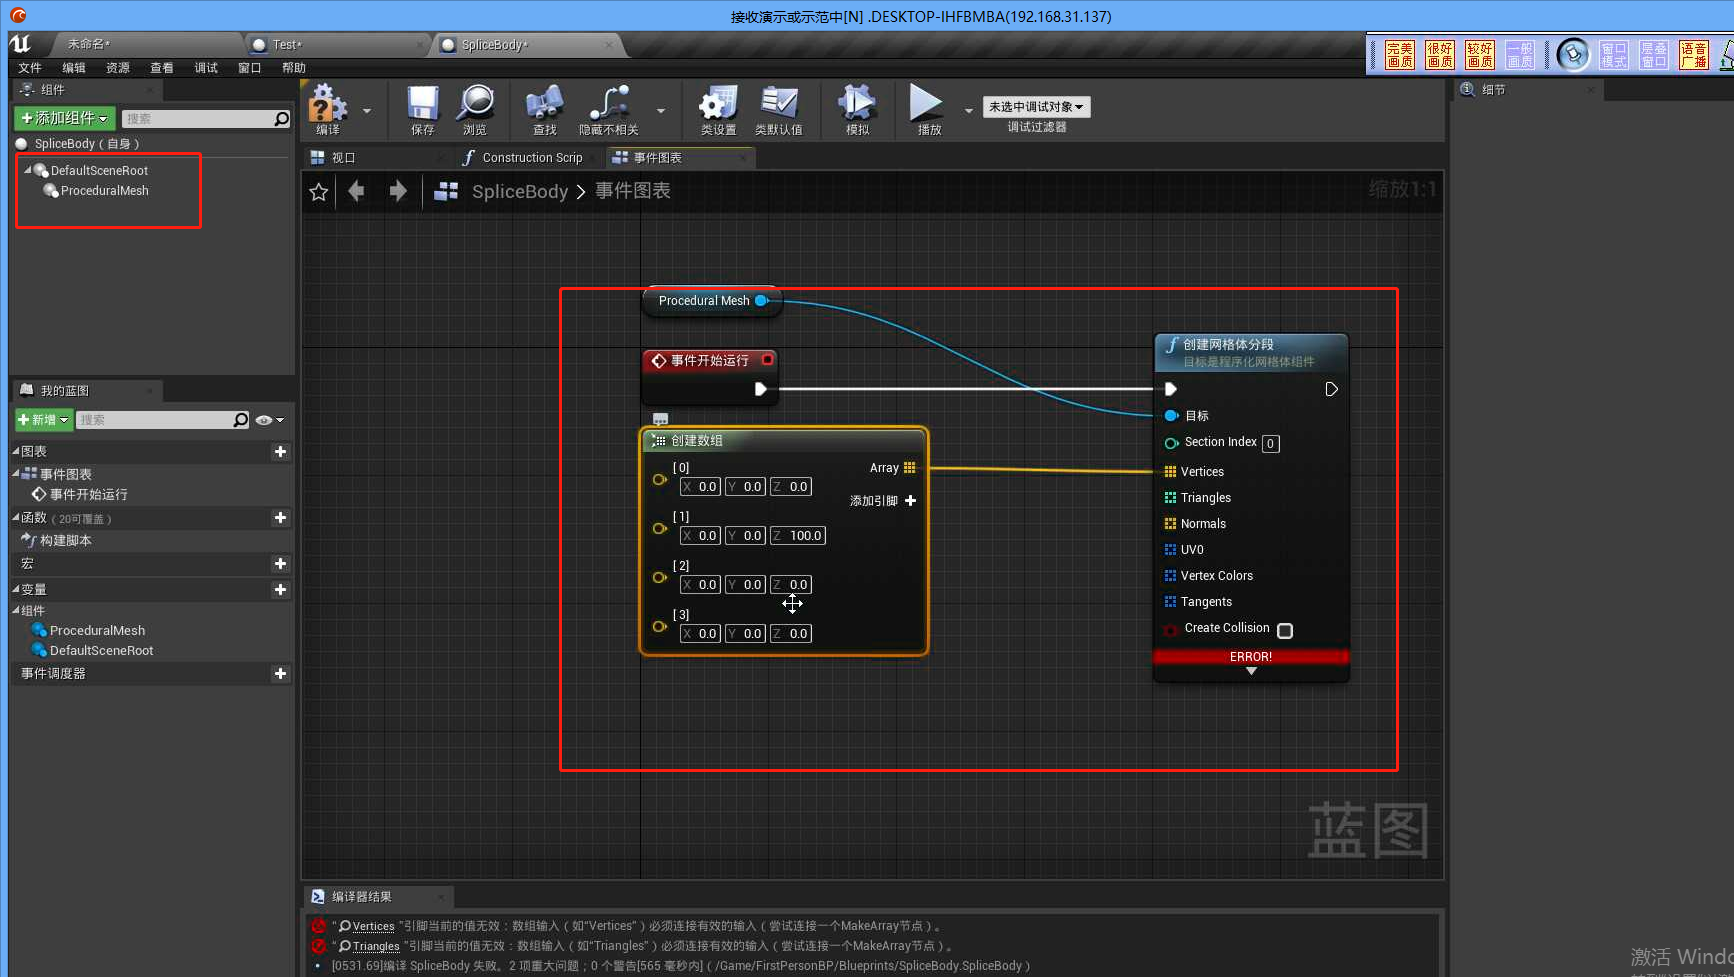 接收演示或示范中[N] .DESKTOP-IHFBMBA(192.168.31.137)
未命名*
Test*
SpliceBody*
完美画质
很好画质
较好画质
一般画质
窗口模式
层叠窗口
语音广播
文件 编辑 资源 查看 调试 窗口 帮助
组件
细节
+添加组件
搜索
SpliceBody（自身）
DefaultSceneRoot
ProceduralMesh
编译
保存
浏览
查找
隐藏不相关
类设置
类默认值
模拟
播放
未选中调试对象
调试过滤器
视口
Construction Scrip
事件图表
SpliceBody > 事件图表
缩放1:1
Procedural Mesh
事件开始运行
创建数组
[0]
X 0.0 Y 0.0 Z 0.0
[1]
X 0.0 Y 0.0 Z 100.0
[2]
X 0.0 Y 0.0 Z 0.0
[3]
X 0.0 Y 0.0 Z 0.0
Array
添加引脚 +
创建网格体分段
目标是程序化网格体组件
目标
Section Index 0
Vertices
Triangles
Normals
UV0
Vertex Colors
Tangents
Create Collision
ERROR!
蓝图
我的蓝图
+新增
搜索
图表
事件图表
事件开始运行
函数（20可覆盖）
构建脚本
宏
变量
组件
ProceduralMesh
DefaultSceneRoot
事件调度器
编译器结果
" Vertices "引脚当前的值无效：数组输入（如"Vertices"）必须连接有效的输入（尝试连接一个MakeArray节点）。
" Triangles "引脚当前的值无效：数组输入（如"Triangles"）必须连接有效的输入（尝试连接一个MakeArray节点）。
[0531.69]编译 SpliceBody 失败。2 项重大问题；0 个警告[565 毫秒内]（/Game/FirstPersonBP/Blueprints/SpliceBody.SpliceBody）
激活 Windo